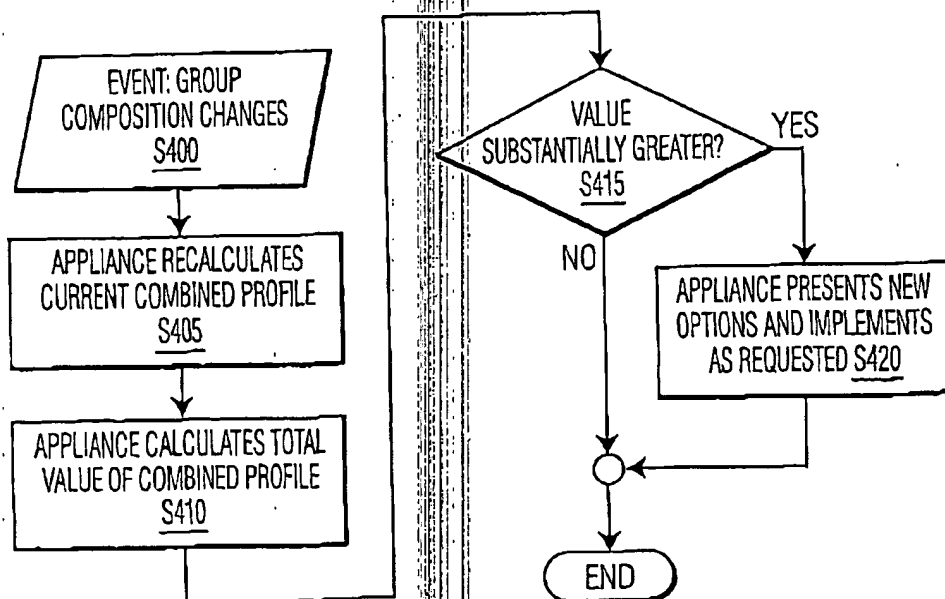 EVENT: GROUP
COMPOSITION CHANGES
S400
APPLIANCE RECALCULATES
CURRENT COMBINED PROFILE
S405
APPLIANCE CALCULATES TOTAL
VALUE OF COMBINED PROFILE
S410
VALUE
SUBSTANTIALLY GREATER?
S415
YES
NO
APPLIANCE PRESENTS NEW
OPTIONS AND IMPLEMENTS
AS REQUESTED S420
END